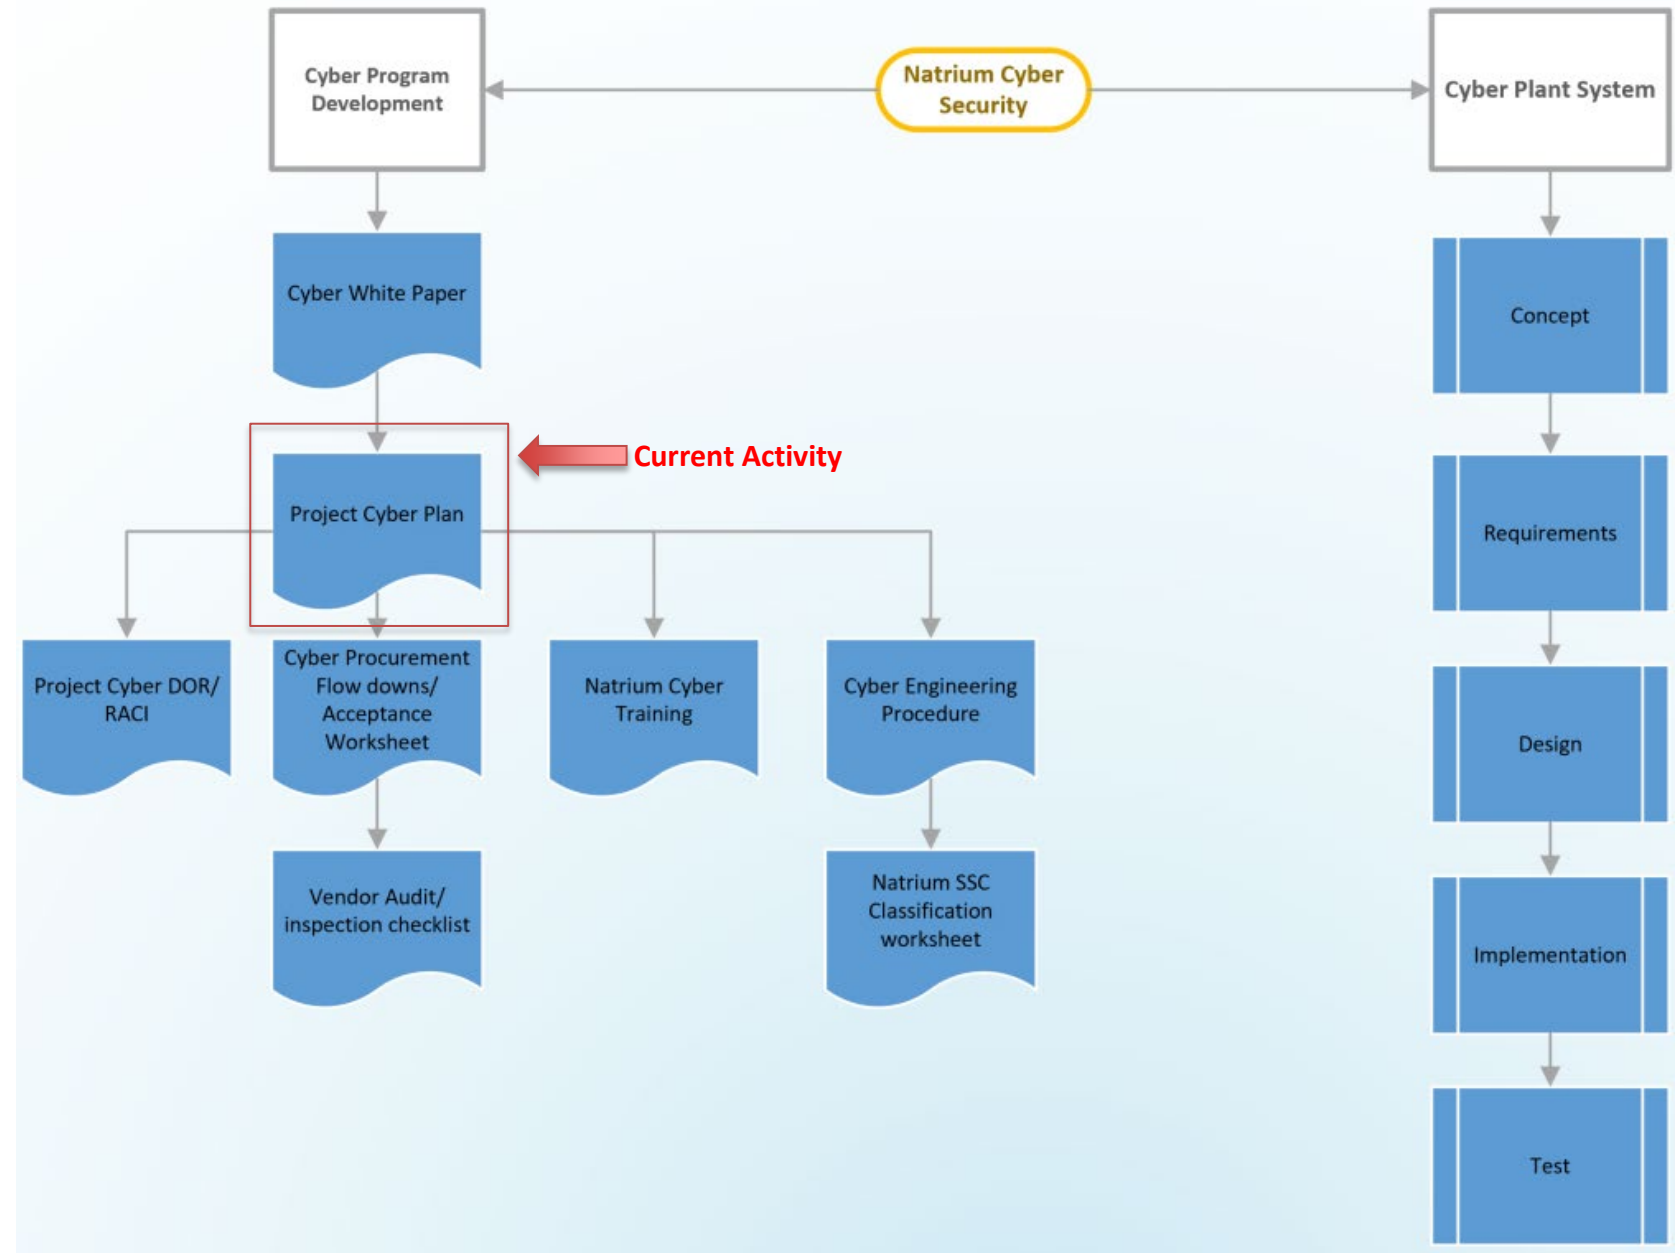 Cyber Program
Development
Natrium Cyber
Security
Cyber Plant System
Cyber White Paper
Concept
Current Activity
Project Cyber Plan
Requirements
Project Cyber DOR/
RACI
Cyber Procurement
Flow downs/
Acceptance
Worksheet
Natrium Cyber
Training
Cyber Engineering
Procedure
Design
Vendor Audit/
inspection checklist
Natrium SSC
Classification
worksheet
Implementation
Test